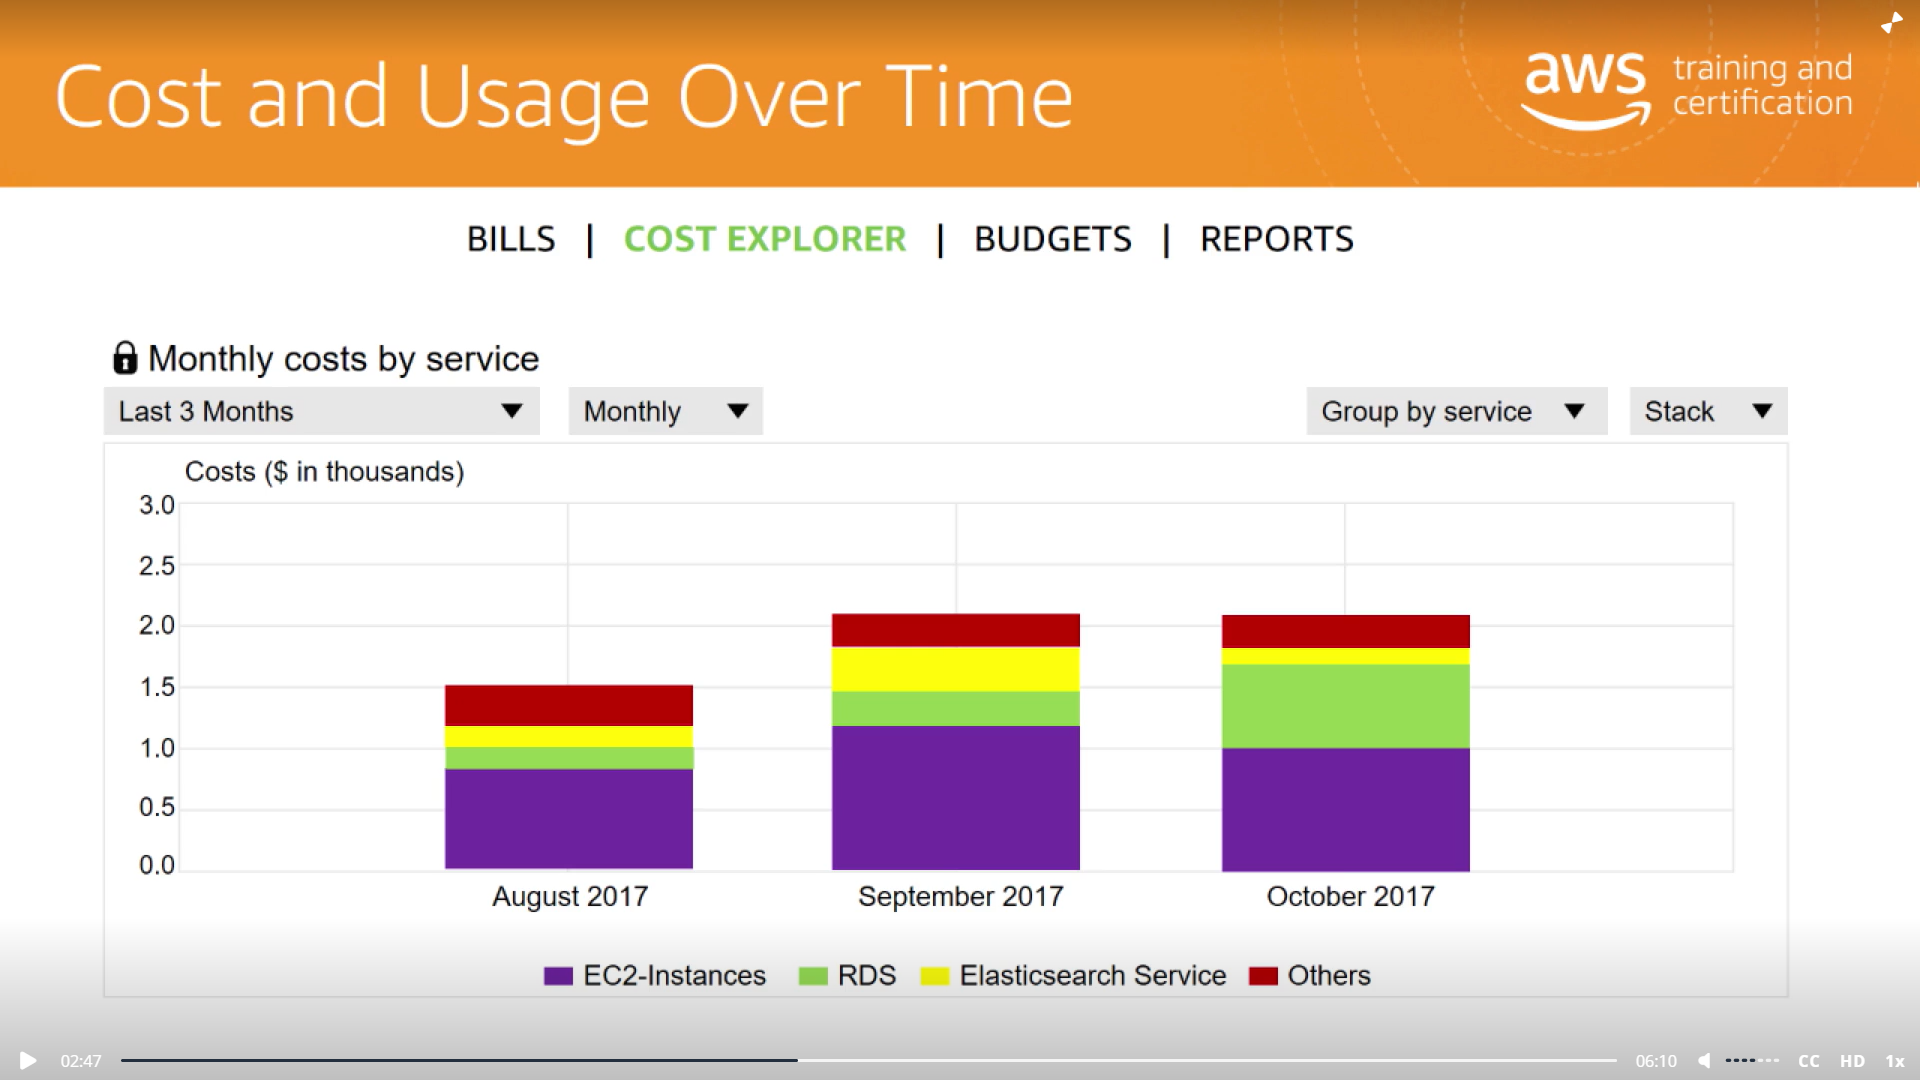 Cost and Usage Over Time
aws training and certification
BILLS | COST EXPLORER | BUDGETS | REPORTS
Monthly costs by service
Last 3 Months
Monthly
Group by service
Stack
Costs ($ in thousands)
3.0
2.5
2.0
1.5
1.0
0.5
0.0
August 2017
September 2017
October 2017
EC2-Instances
RDS
Elasticsearch Service
Others
02:47
06:10
CC
HD
1x